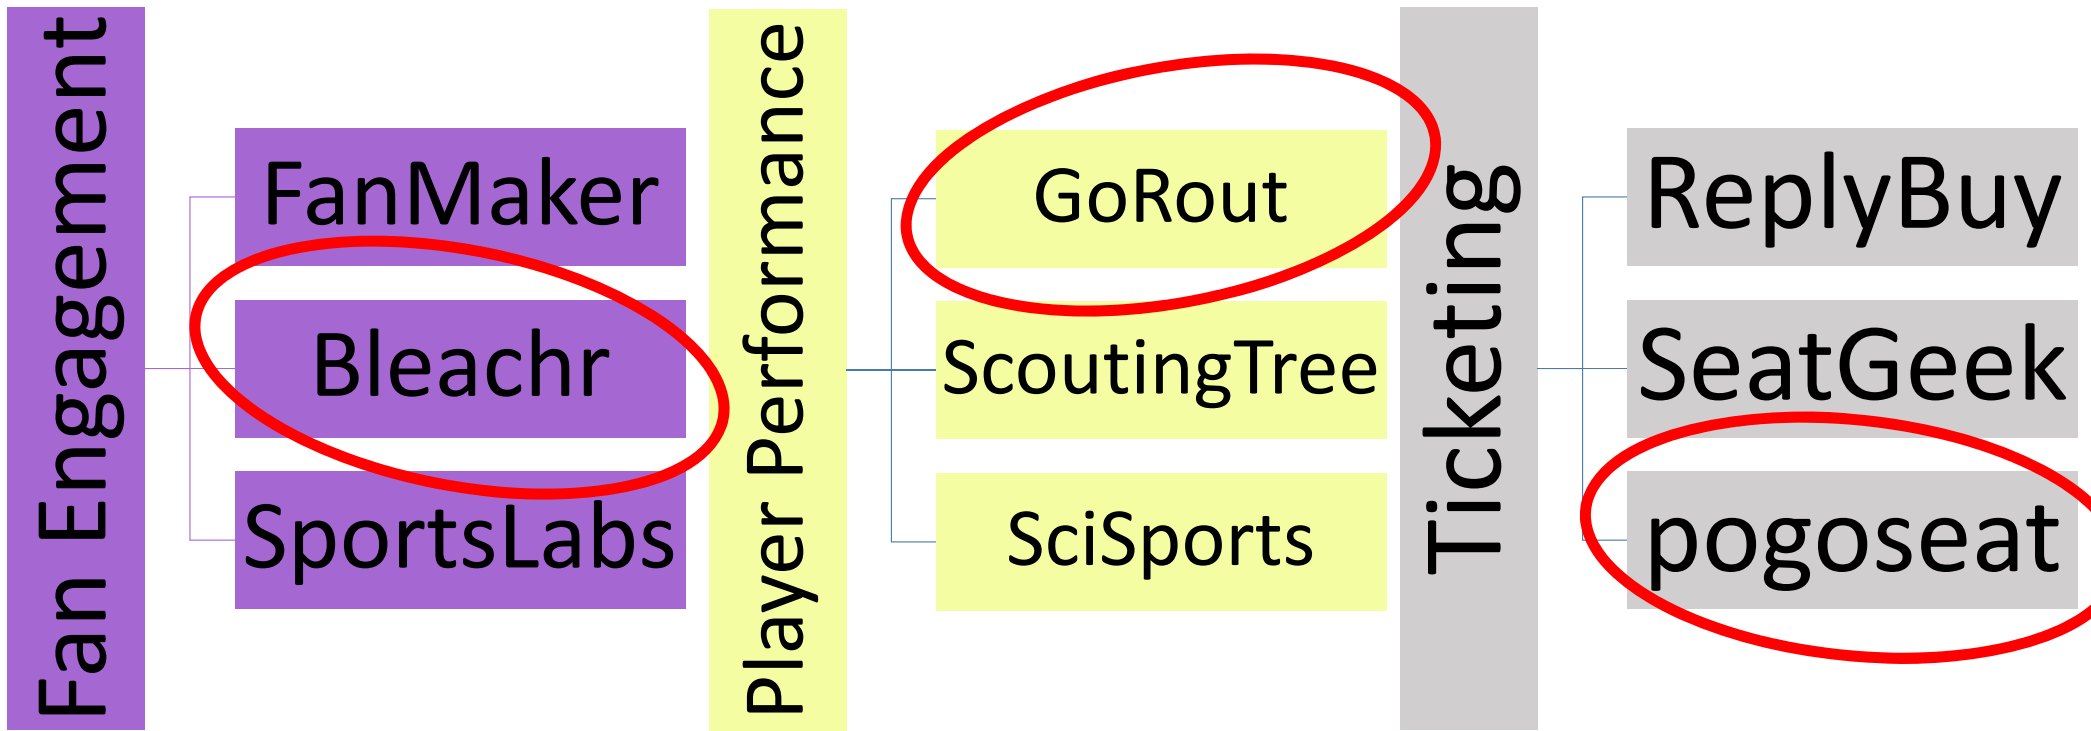 Fan Engagement
FanMaker
Bleachr
SportsLabs
Player Performance
GoRout
ScoutingTree
SciSports
Ticketing
ReplyBuy
SeatGeek
pogoseat